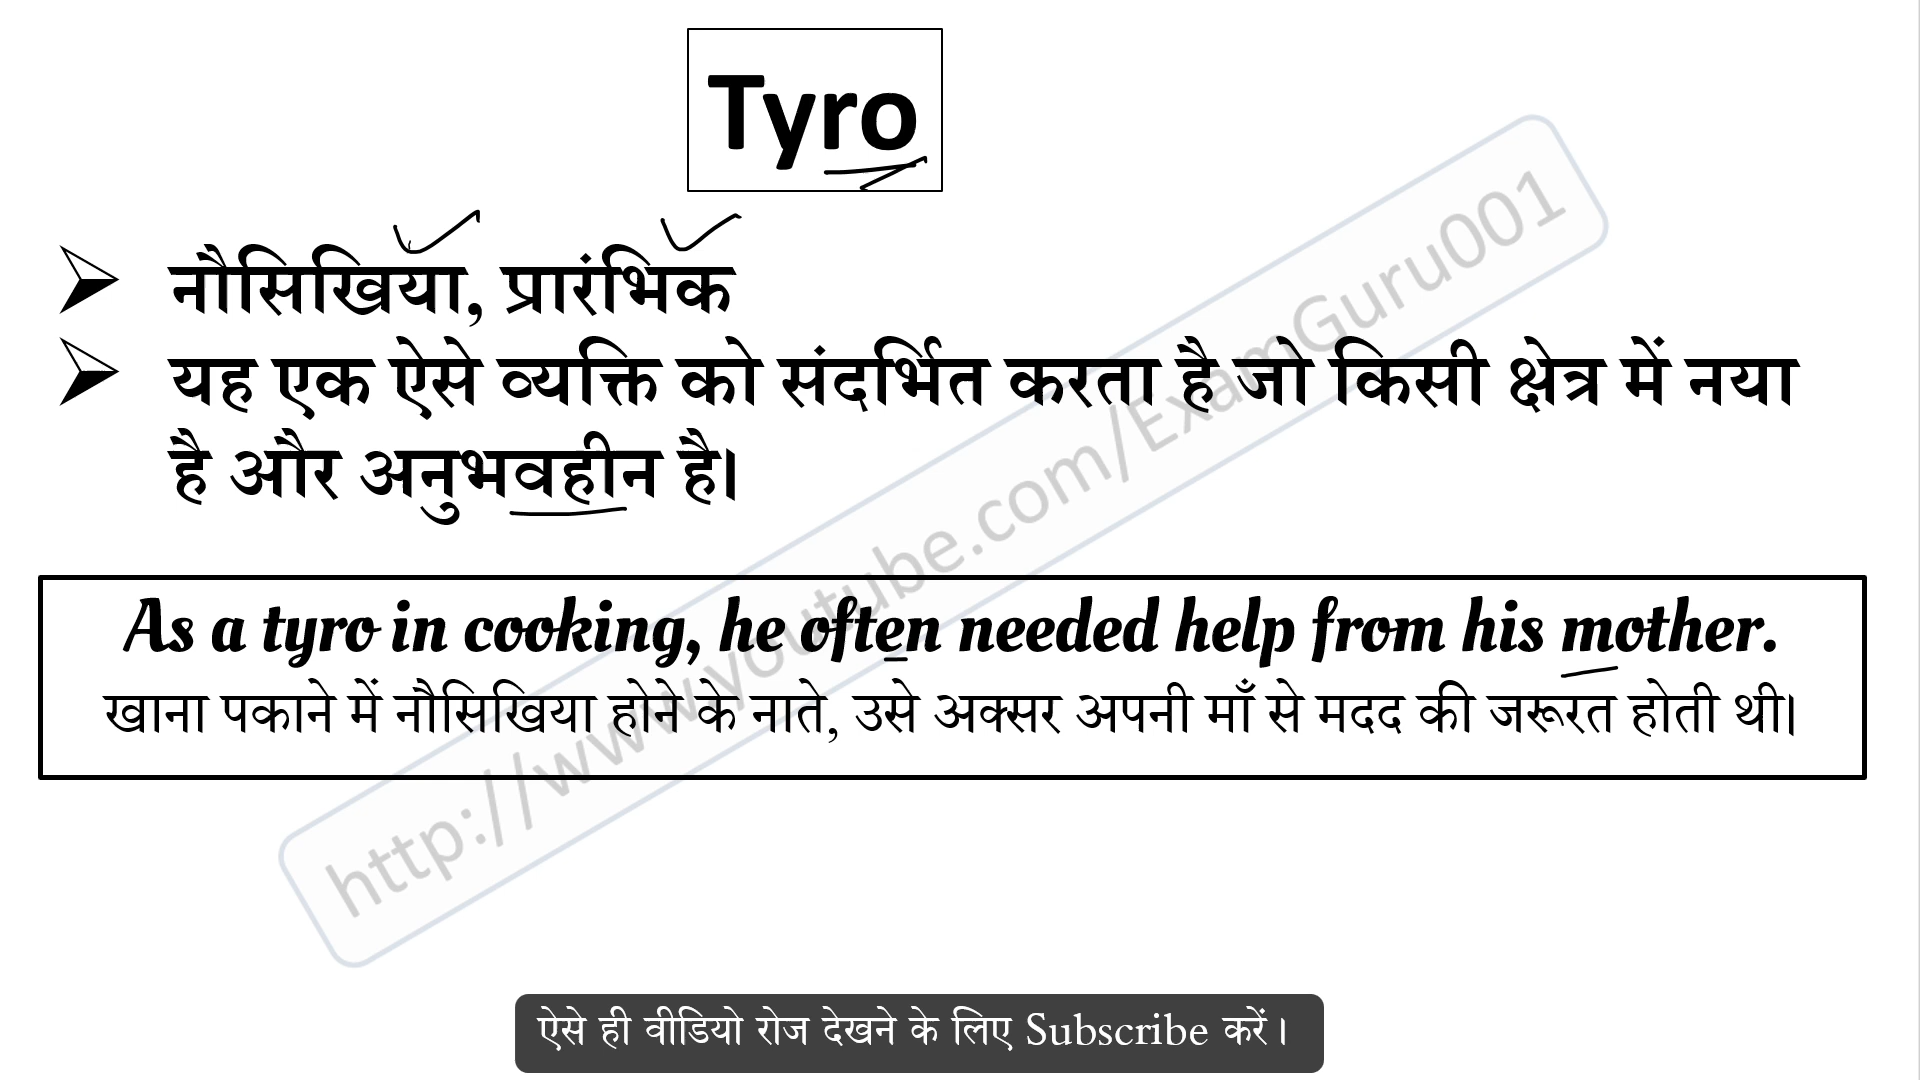 Tyro
नौसिखिया, प्रारंभिक
यह एक ऐसे व्यक्ति को संदर्भित करता है जो किसी क्षेत्र में नया
है और अनुभवहीन है।
As a tyro in cooking, he often needed help from his mother.
खाना पकाने में नौसिखिया होने के नाते, उसे अक्सर अपनी माँ से मदद की जरूरत होती थी।
http://www.youtube.com/ExamGuru001
ऐसे ही वीडियो रोज देखने के लिए Subscribe करें।